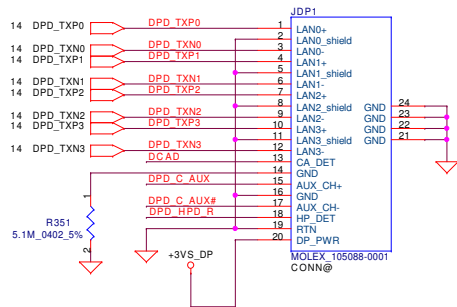 JDP1
14 DPD_TXP0 DPD_TXP0 1 LAN0+
2 LAN0_shield
14 DPD_TXN0 DPD_TXN0 3 LAN0-
14 DPD_TXP1 DPD_TXP1 4 LAN1+
5 LAN1_shield
14 DPD_TXN1 DPD_TXN1 6 LAN1-
14 DPD_TXP2 DPD_TXP2 7 LAN2+
8 LAN2_shield GND 24
14 DPD_TXN2 DPD_TXN2 9 LAN2- GND 23
14 DPD_TXP3 DPD_TXP3 10 LAN3+ GND 22
11 LAN3_shield GND 21
14 DPD_TXN3 DPD_TXN3 12 LAN3-
DCAD 13 CA_DET
14 GND
DPD_C_AUX 15 AUX_CH+
16 GND
DPD_C_AUX# 17 AUX_CH-
DPD_HPD_R 18 HP_DET
19 RTN
20 DP_PWR
1
R351
5.1M_0402_5%
2
+3VS_DP
MOLEX_105088-0001
CONN@